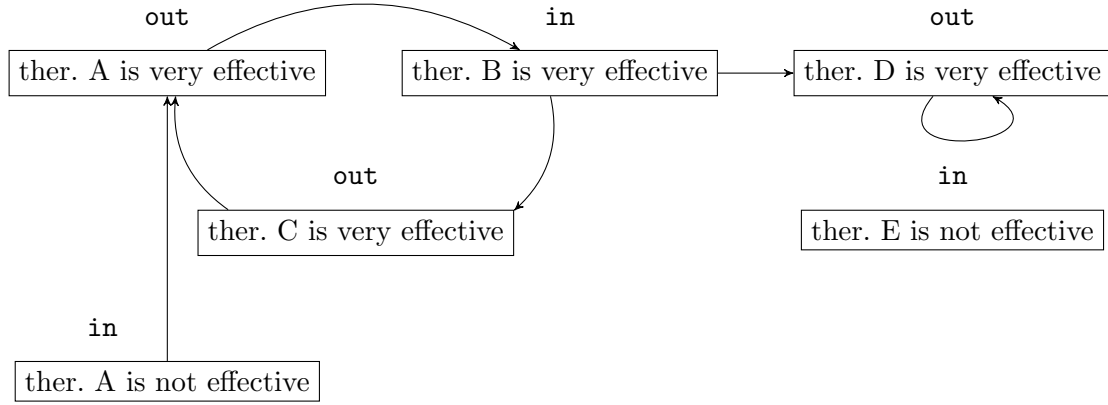 out
in
out
ther. A is very effective
ther. B is very effective
ther. D is very effective
out
in
ther. C is very effective
ther. E is not effective
in
ther. A is not effective